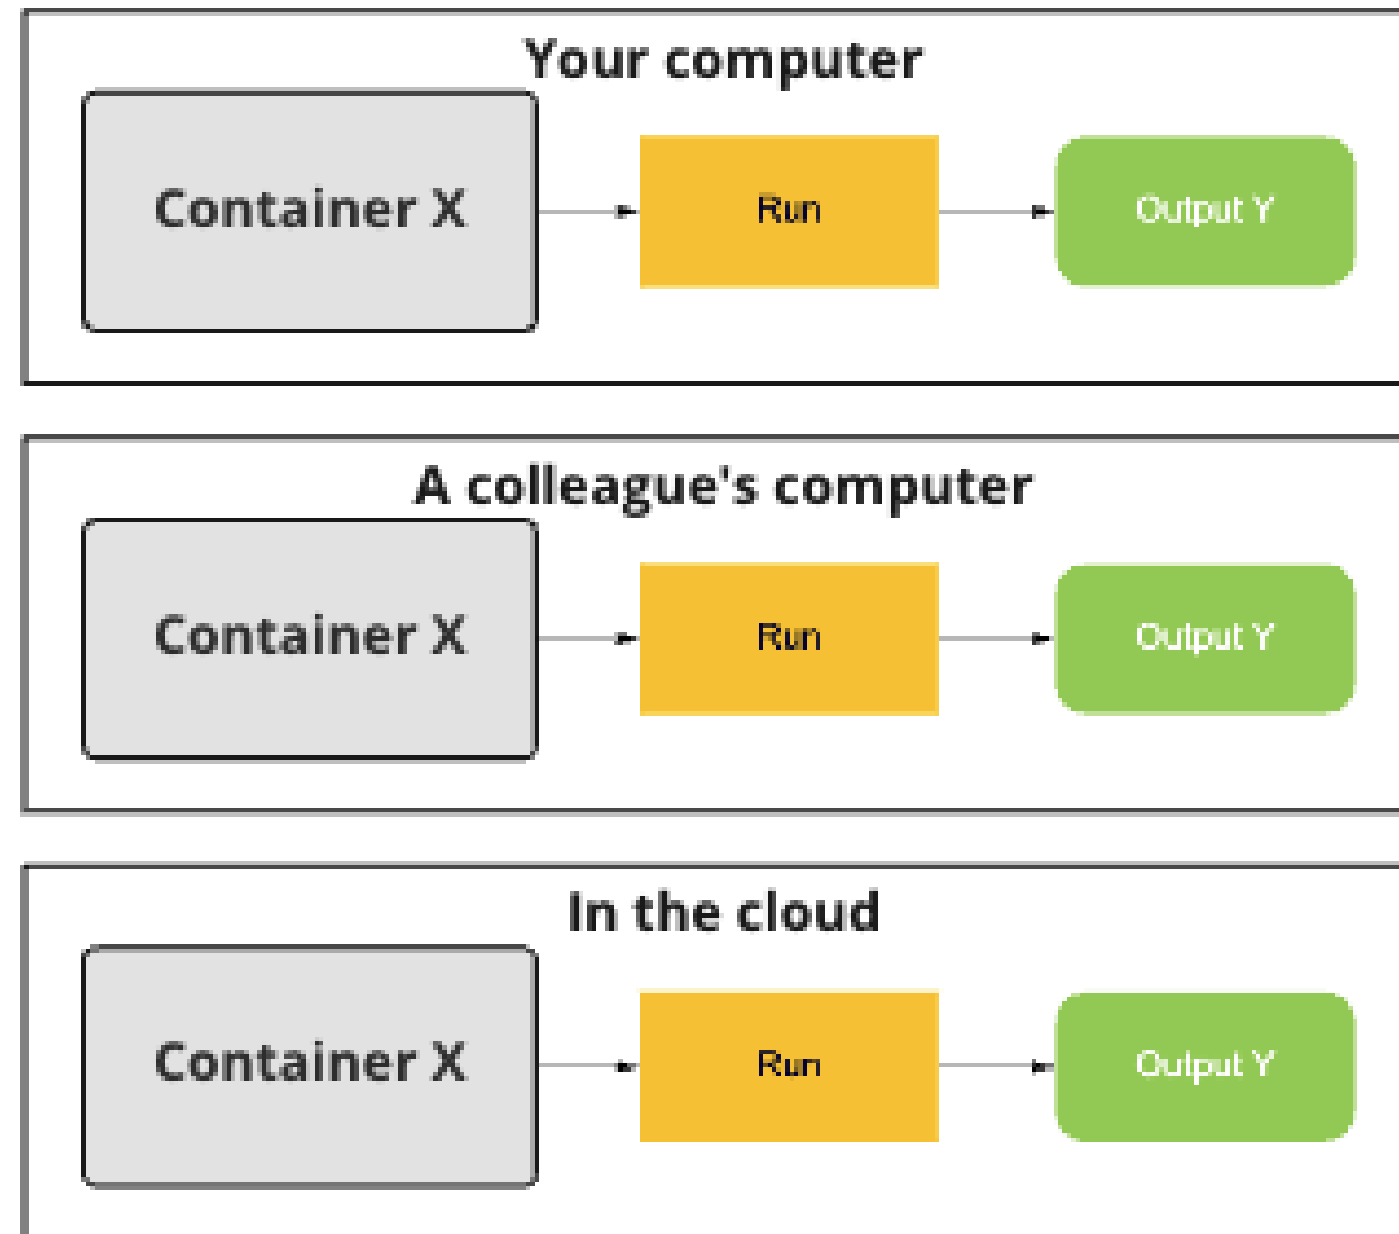 Your computer
Container X
Run
Output Y
A colleague's computer
Container X
Run
Output Y
In the cloud
Container X
Run
Output Y